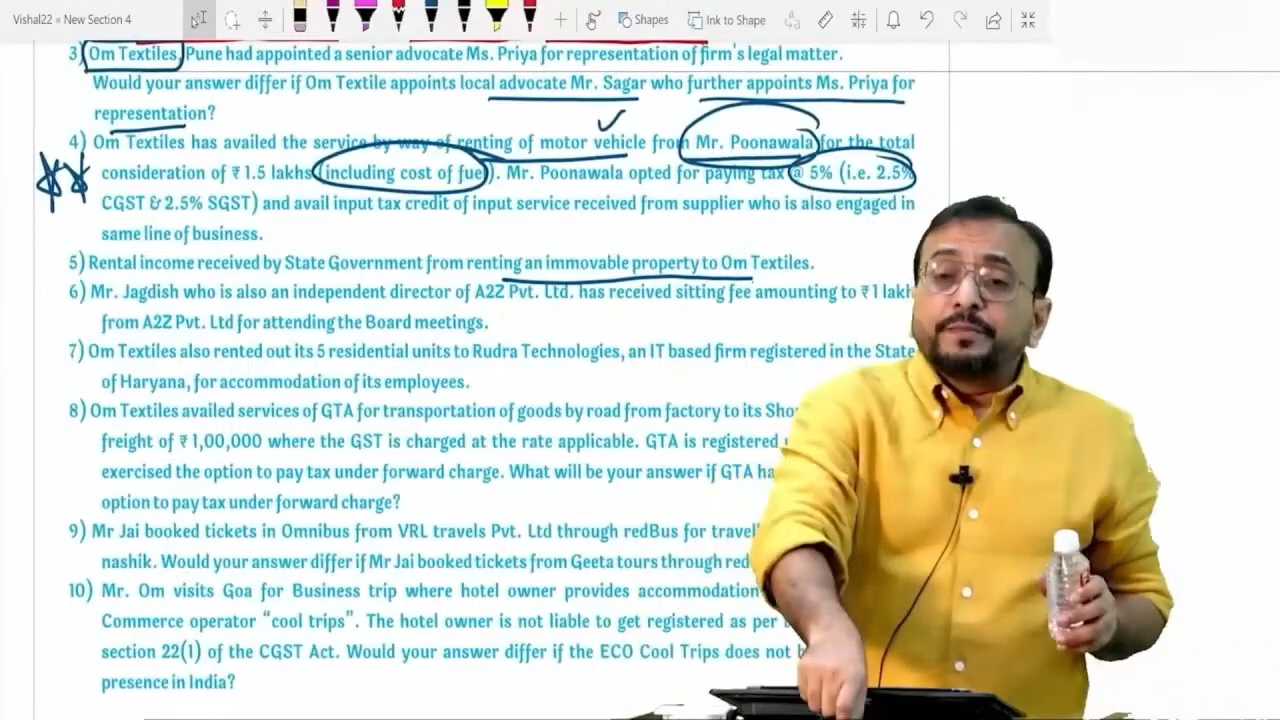 Vishal22 » New Section 4
Shapes
Ink to Shape
3) Om Textiles, Pune had appointed a senior advocate Ms. Priya for representation of firm's legal matter.
Would your answer differ if Om Textile appoints local advocate Mr. Sagar who further appoints Ms. Priya for
representation?
4) Om Textiles has availed the service by way of renting of motor vehicle from Mr. Poonawala for the total
consideration of ₹ 1.5 lakhs (including cost of fuel). Mr. Poonawala opted for paying tax @ 5% (i.e. 2.5%
CGST & 2.5% SGST) and avail input tax credit of input service received from supplier who is also engaged in
same line of business.
5) Rental income received by State Government from renting an immovable property to Om Textiles.
6) Mr. Jagdish who is also an independent director of A2Z Pvt. Ltd. has received sitting fee amounting to ₹ 1 lakh
from A2Z Pvt. Ltd for attending the Board meetings.
7) Om Textiles also rented out its 5 residential units to Rudra Technologies, an IT based firm registered in the State
of Haryana, for accommodation of its employees.
8) Om Textiles availed services of GTA for transportation of goods by road from factory to its
freight of ₹ 1,00,000 where the GST is charged at the rate applicable. GTA is registered
exercised the option to pay tax under forward charge. What will be your answer if GTA
option to pay tax under forward charge?
9) Mr Jai booked tickets in Omnibus from VRL travels Pvt. Ltd through redBus for
nashik. Would your answer differ if Mr Jai booked tickets from Geeta tours through
10) Mr. Om visits Goa for Business trip where hotel owner provides accommodation
Commerce operator "cool trips". The hotel owner is not liable to get registered as per
section 22(1) of the CGST Act. Would your answer differ if the ECO Cool Trips does not
presence in India?